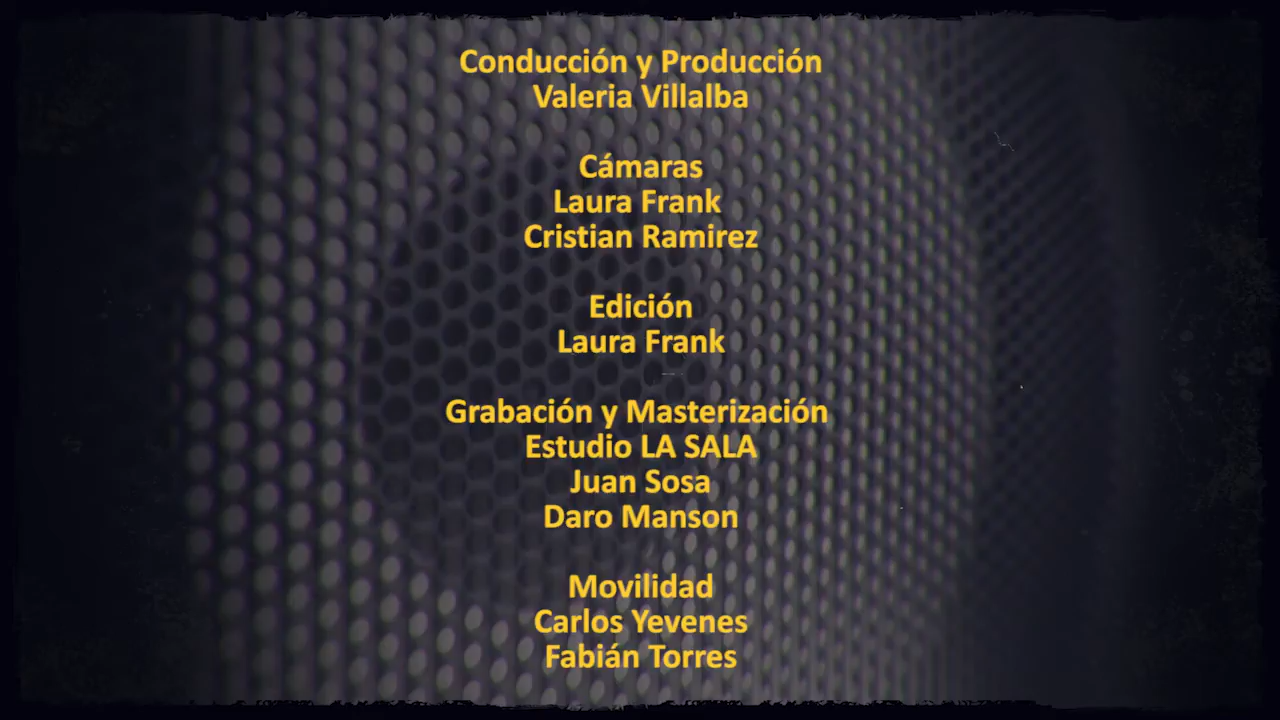 Conducción y Producción
Valeria Villalba
Cámaras
Laura Frank
Cristian Ramirez
Edición
Laura Frank
Grabación y Masterización
Estudio LA SALA
Juan Sosa
Daro Manson
Movilidad
Carlos Yevenes
Fabián Torres